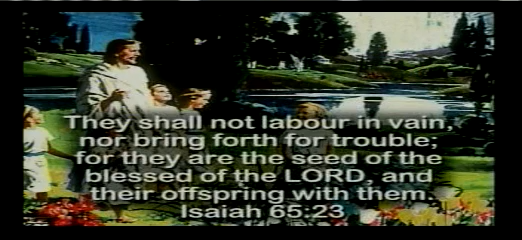 They shall not labour in vain,
nor bring forth for trouble;
for they are the seed of the
blessed of the LORD, and
their offspring with them.
Isaiah 65:23